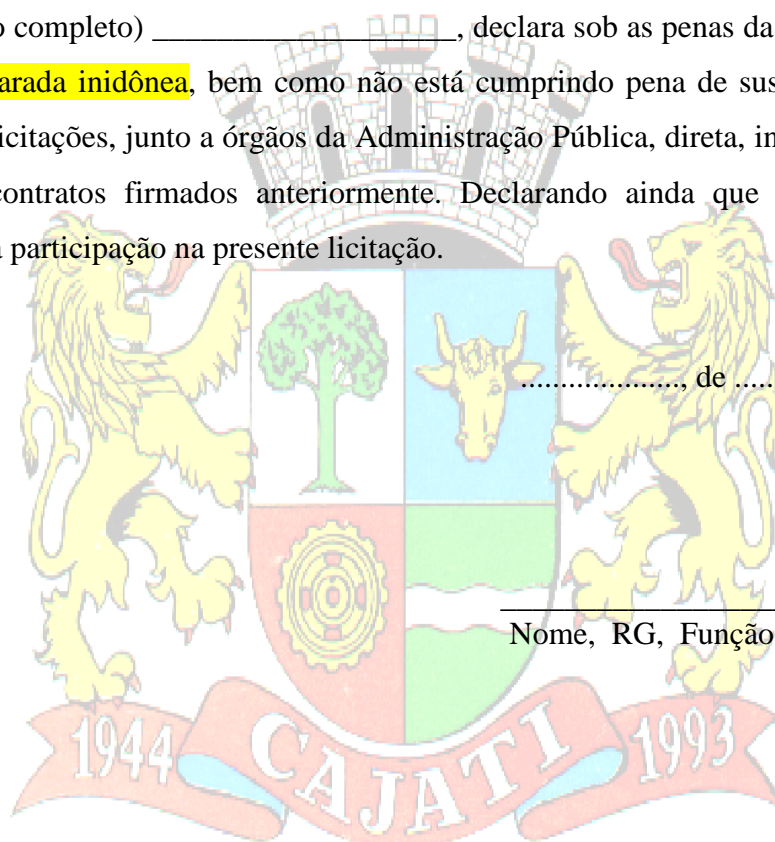 o completo) ___________________, declara sob as penas da
arada inidônea, bem como não está cumprindo pena de sus
icitações, junto a órgãos da Administração Pública, direta, in
contratos firmados anteriormente. Declarando ainda que
a participação na presente licitação.
...................., de .....
___________________
Nome, RG, Função
1944 CAJATI 1993